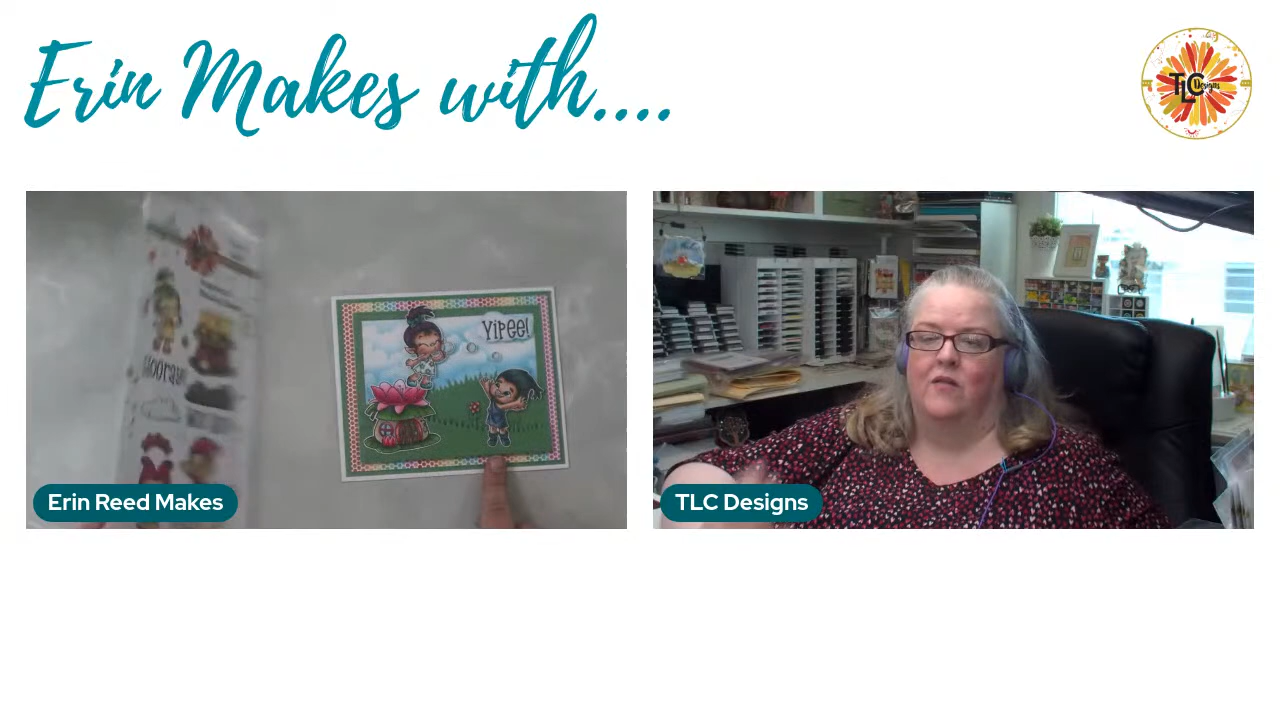 Erin Makes with....
TLC Designs
HOORAY
YIPEE!
Erin Reed Makes
TLC Designs